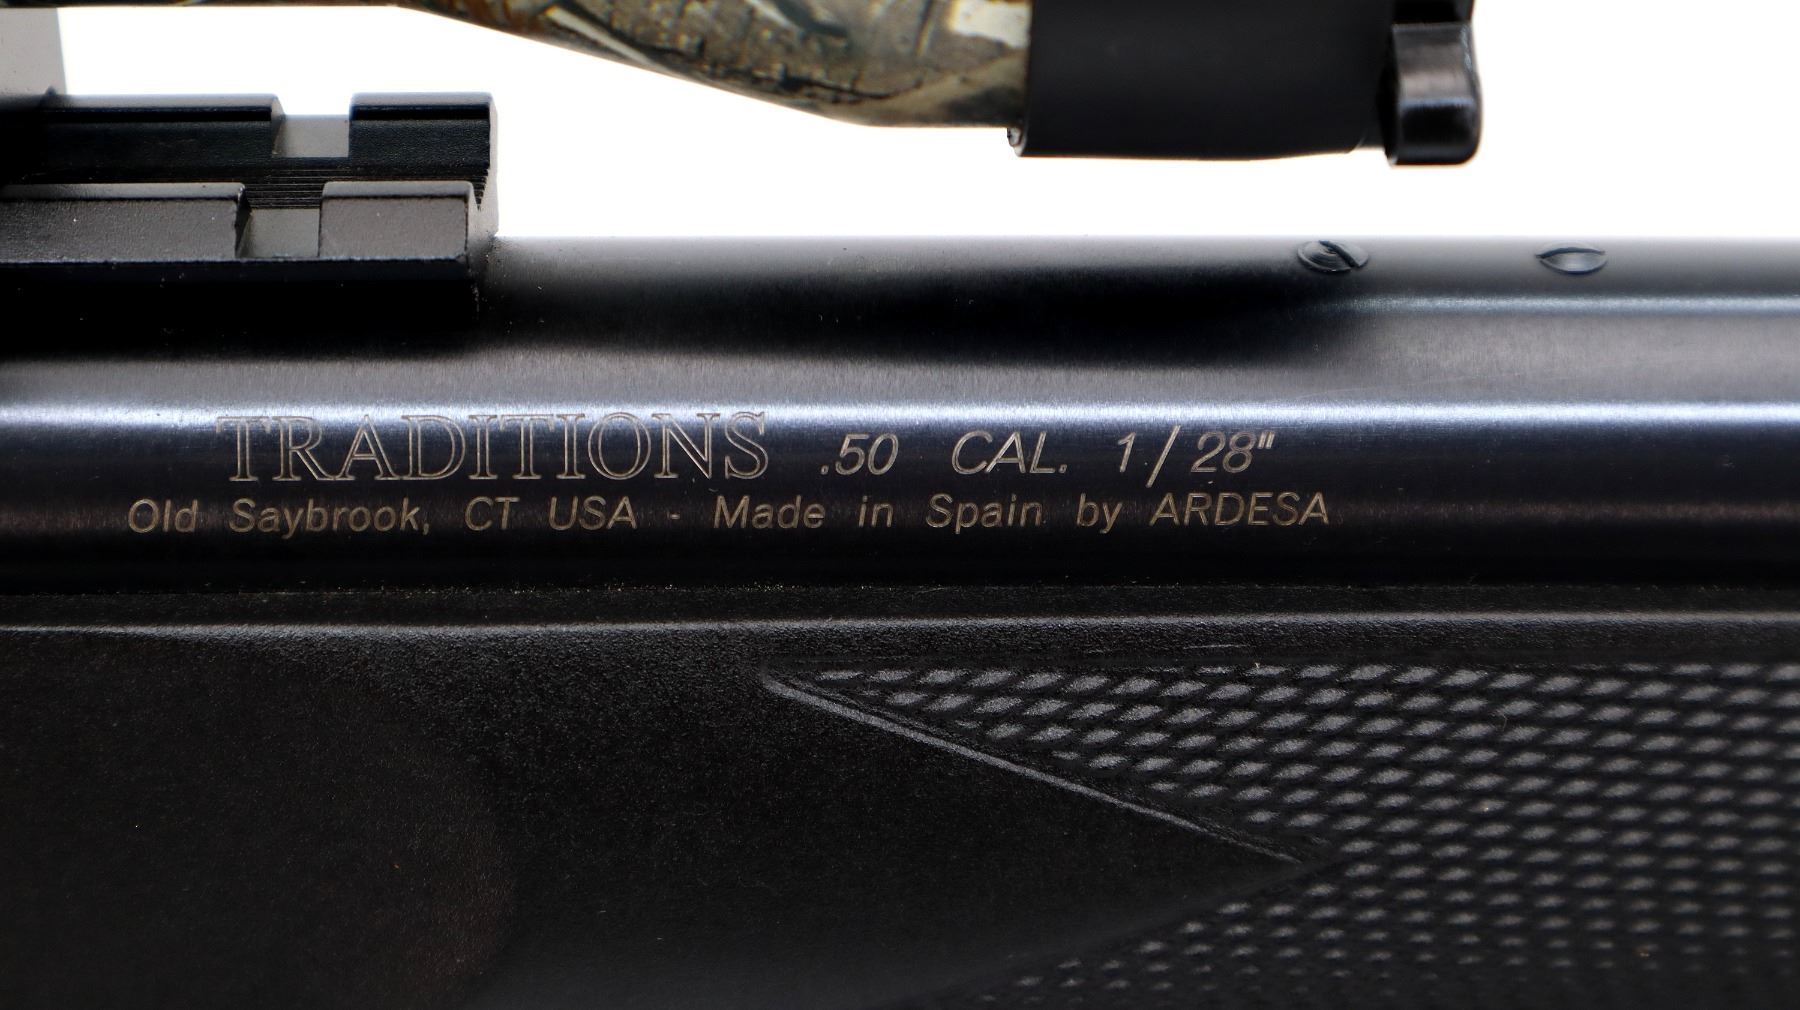 TRADITIONS .50 CAL. 1/28"
Old Saybrook, CT USA - Made in Spain by ARDESA